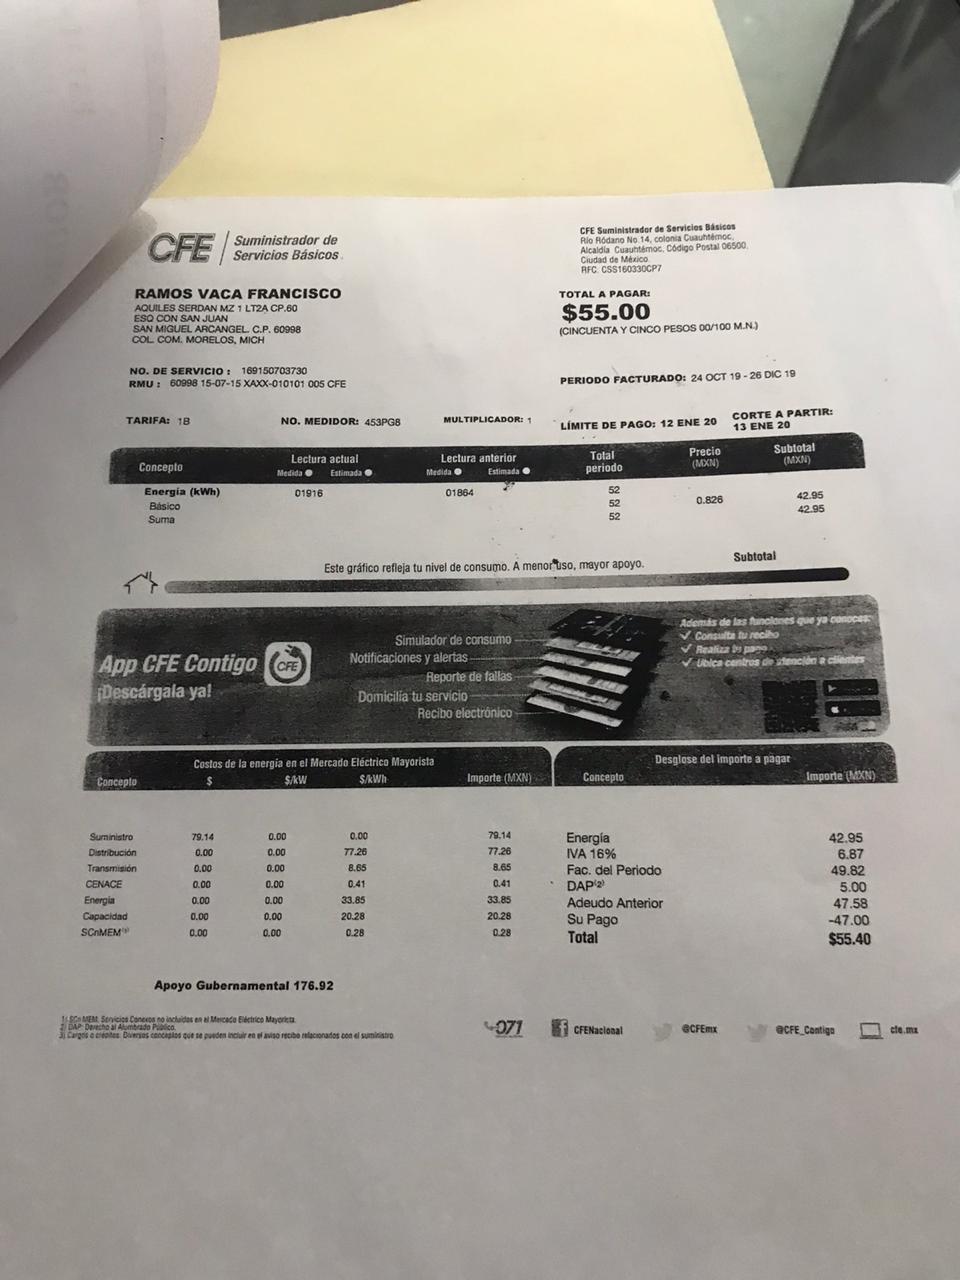 CFE
Suministrador de
Servicios Básicos
CFE Suministrador de Servicios Básicos
Río Ródano No.14, colonia Cuauhtémoc,
Alcaldía Cuauhtémoc, Código Postal 06500,
Ciudad de México.
RFC. CSS160330CP7
RAMOS VACA FRANCISCO
AQUILES SERDAN MZ 1 LT2A CP.60
ESQ CON SAN JUAN
SAN MIGUEL ARCANGEL. C.P. 60998
COL. COM. MORELOS, MICH
TOTAL A PAGAR:
$55.00
(CINCUENTA Y CINCO PESOS 00/100 M.N.)
NO. DE SERVICIO : 169150703730
RMU : 60998 15-07-15 XAXX-010101 005 CFE
PERIODO FACTURADO: 24 OCT 19 - 26 DIC 19
TARIFA: 1B NO. MEDIDOR: 453PG8 MULTIPLICADOR: 1 LÍMITE DE PAGO: 12 ENE 20 CORTE A PARTIR:
13 ENE 20
Concepto Lectura actual Lectura anterior Total periodo Precio (MXN) Subtotal (MXN)
Medida Estimada Medida Estimada
Energía (kWh) 01916 01864 52
Básico 52 0.826 42.95
Suma 52 42.95
Este gráfico refleja tu nivel de consumo. A menor uso, mayor apoyo.
Subtotal
App CFE Contigo
CFE
¡Descárgala ya!
Simulador de consumo
Notificaciones y alertas
Reporte de fallas
Domicilia tu servicio
Recibo electrónico
Además de las funciones que ya conoces:
Consulta tu recibo
Realiza tu pago
Ubica centros de atención a clientes
Costos de la energía en el Mercado Eléctrico Mayorista
Concepto $ $/kW $/kWh Importe (MXN)
Suministro 79.14 0.00 0.00 79.14
Distribución 0.00 0.00 77.26 77.26
Transmisión 0.00 0.00 8.65 8.65
CENACE 0.00 0.00 0.41 0.41
Energía 0.00 0.00 33.85 33.85
Capacidad 0.00 0.00 20.28 20.28
SCnMEM(¹) 0.00 0.00 0.28 0.28
Desglose del importe a pagar
Concepto Importe (MXN)
Energía 42.95
IVA 16% 6.87
Fac. del Periodo 49.82
DAP(2) 5.00
Adeudo Anterior 47.58
Su Pago -47.00
Total $55.40
Apoyo Gubernamental 176.92
1) SCnMEM: Servicios Conexos no incluidos en el Mercado Eléctrico Mayorista.
2) DAP: Derecho al Alumbrado Público.
3) Cargos o créditos: Diversos conceptos que se pueden incluir en el aviso recibo relacionados con el suministro
071
CFENacional
@CFEmx
@CFE_Contigo
cfe.mx